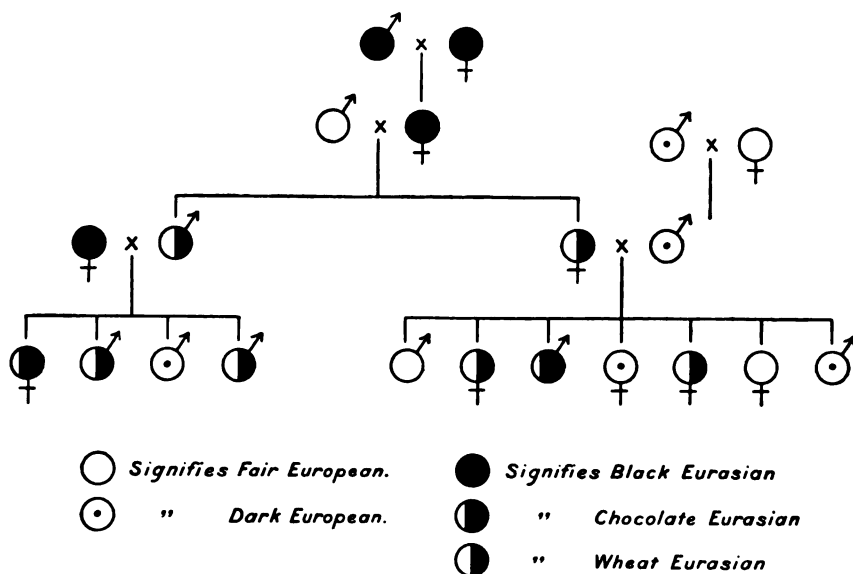 Signifies Fair European.
" Dark European.
Signifies Black Eurasian
" Chocolate Eurasian
" Wheat Eurasian